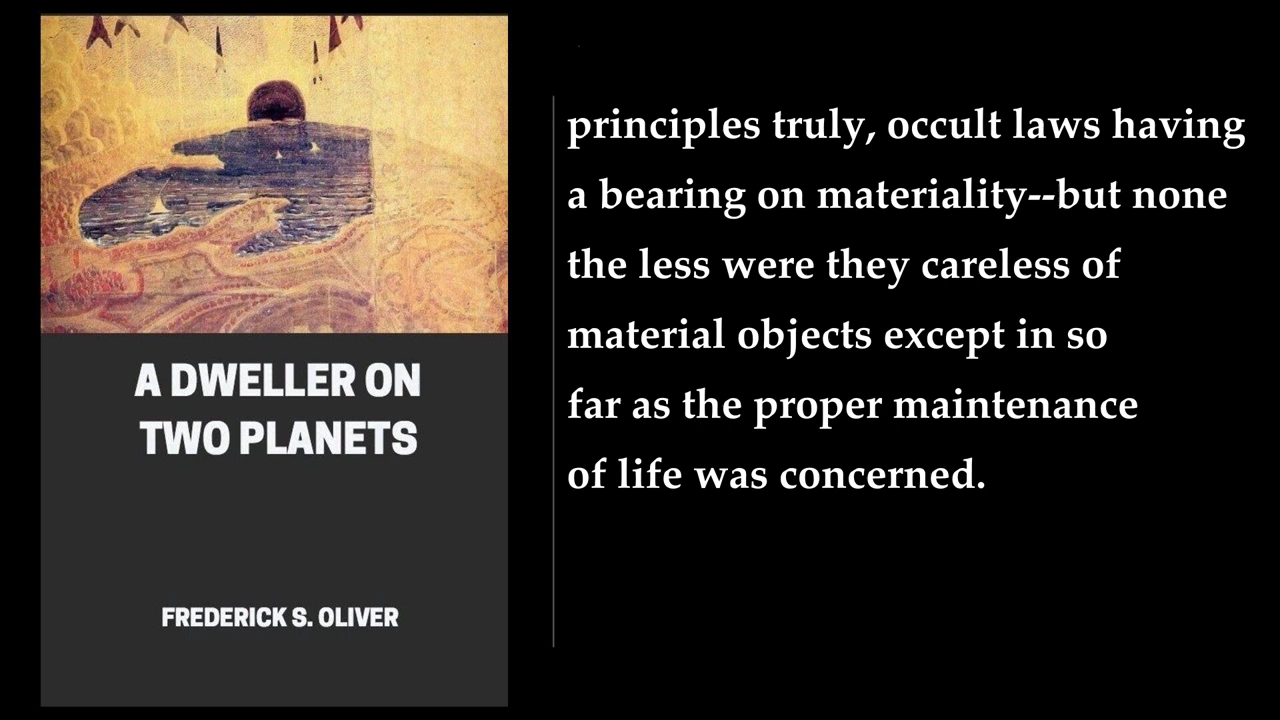 A DWELLER ON
TWO PLANETS
FREDERICK S. OLIVER
principles truly, occult laws having
a bearing on materiality--but none
the less were they careless of
material objects except in so
far as the proper maintenance
of life was concerned.